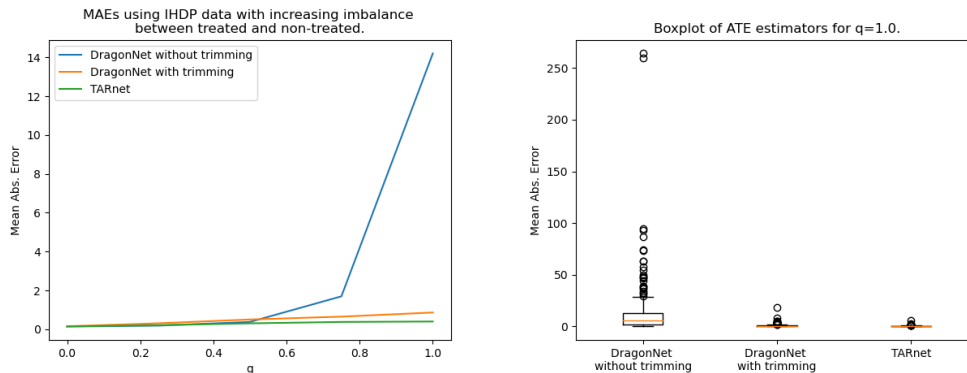 MAEs using IHDP data with increasing imbalance
between treated and non-treated.
Mean Abs. Error
14
12
10
8
6
4
2
0
DragonNet without trimming
DragonNet with trimming
TARnet
0.0
0.2
0.4
0.6
0.8
1.0
q
Boxplot of ATE estimators for q=1.0.
Mean Abs. Error
250
200
150
100
50
0
DragonNet
without trimming
DragonNet
with trimming
TARnet